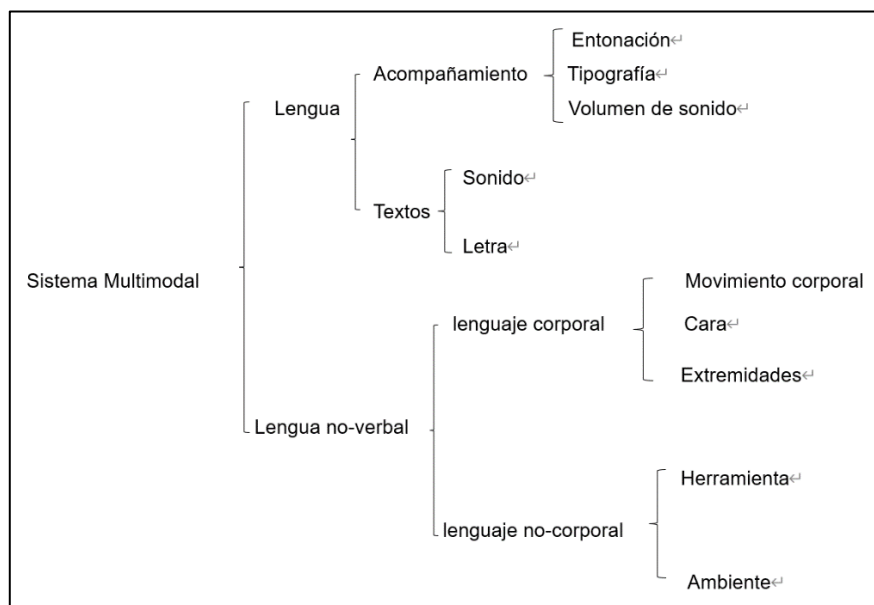 Entonación↵
Acompañamiento
Tipografía↵
Lengua
Volumen de sonido↵
Sonido↵
Textos
Letra↵
Sistema Multimodal
Movimiento corporal
lenguaje corporal
Cara↵
Extremidades↵
Lengua no-verbal
Herramienta↵
lenguaje no-corporal
Ambiente↵